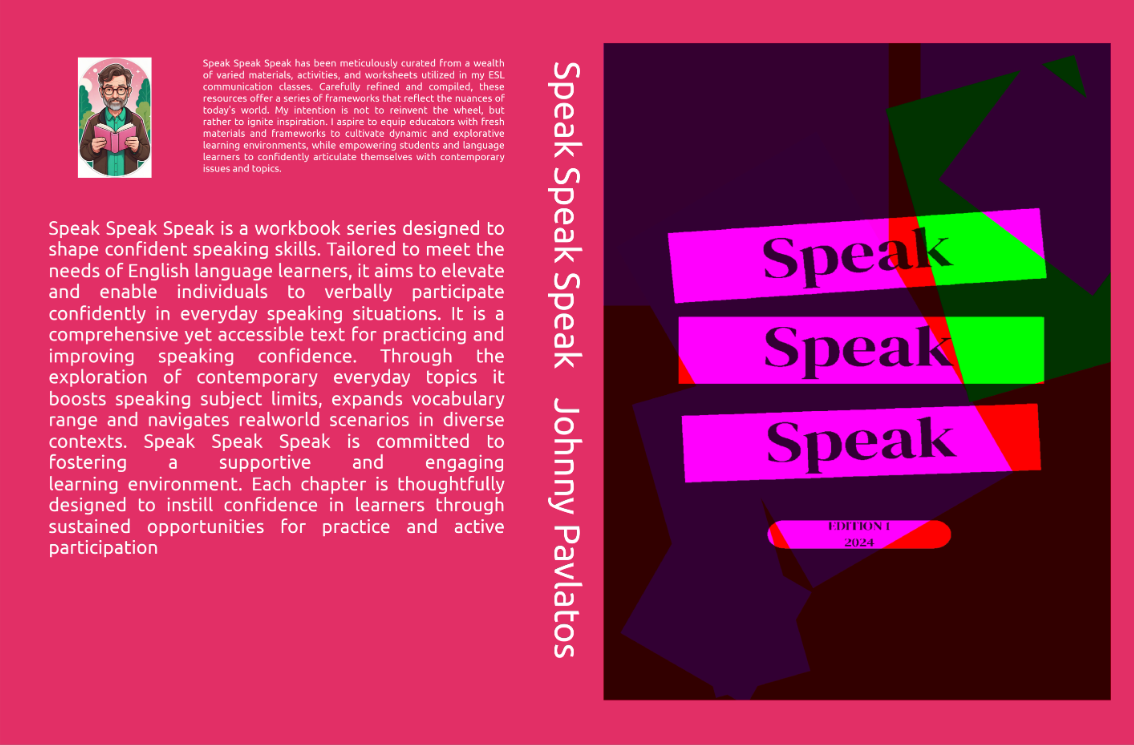 Speak Speak Speak has been meticulously curated from a wealth
of varied materials, activities, and worksheets utilized in my ESL
communication classes. Carefully refined and compiled, these
resources offer a series of frameworks that reflect the nuances of
today's world. My intention is not to reinvent the wheel, but
rather to ignite inspiration. I aspire to equip educators with fresh
materials and frameworks to cultivate dynamic and explorative
learning environments, while empowering students and language
learners to confidently articulate themselves with contemporary
issues and topics.
Speak Speak Speak is a workbook series designed to
shape confident speaking skills. Tailored to meet the
needs of English language learners, it aims to elevate
and enable individuals to verbally participate
confidently in everyday speaking situations. It is a
comprehensive yet accessible text for practicing and
improving speaking confidence. Through the
exploration of contemporary everyday topics it
boosts speaking subject limits, expands vocabulary
range and navigates realworld scenarios in diverse
contexts. Speak Speak Speak is committed to
fostering a supportive and engaging
learning environment. Each chapter is thoughtfully
designed to instill confidence in learners through
sustained opportunities for practice and active
participation
Speak Speak Speak Johnny Pavlatos
Speak
Speak
Speak
EDITION 1
2024